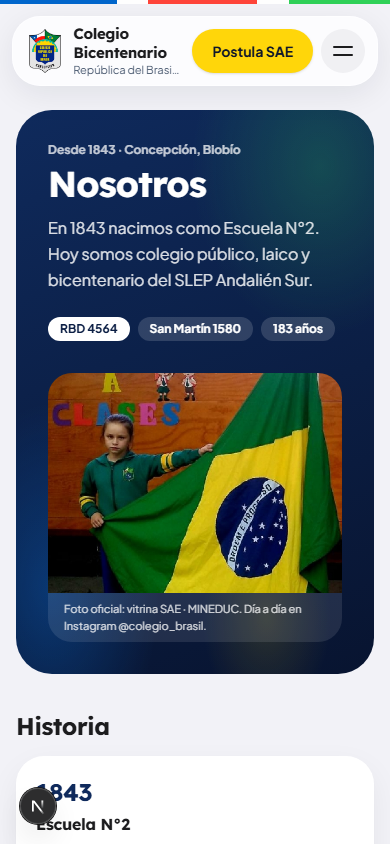 Colegio
Bicentenario
República del Brasi...
Postula SAE
Desde 1843 · Concepción, Biobío
Nosotros
En 1843 nacimos como Escuela N°2.
Hoy somos colegio público, laico y
bicentenario del SLEP Andalién Sur.
RBD 4564
San Martín 1580
183 años
A
CLASES
Foto oficial: vitrina SAE · MINEDUC. Día a día en
Instagram @colegio_brasil.
Historia
1843
N
Escuela N°2